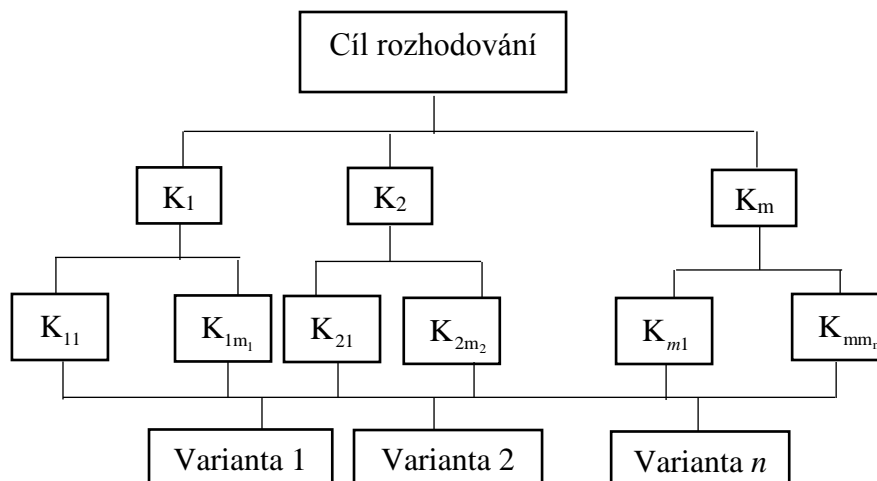 Cíl rozhodování
K₁ K₂ Kₘ
K₁₁ K₁ₘ₁ K₂₁ K₂ₘ₂ Kₘ₁
Varianta 1 Varianta 2 Varianta n